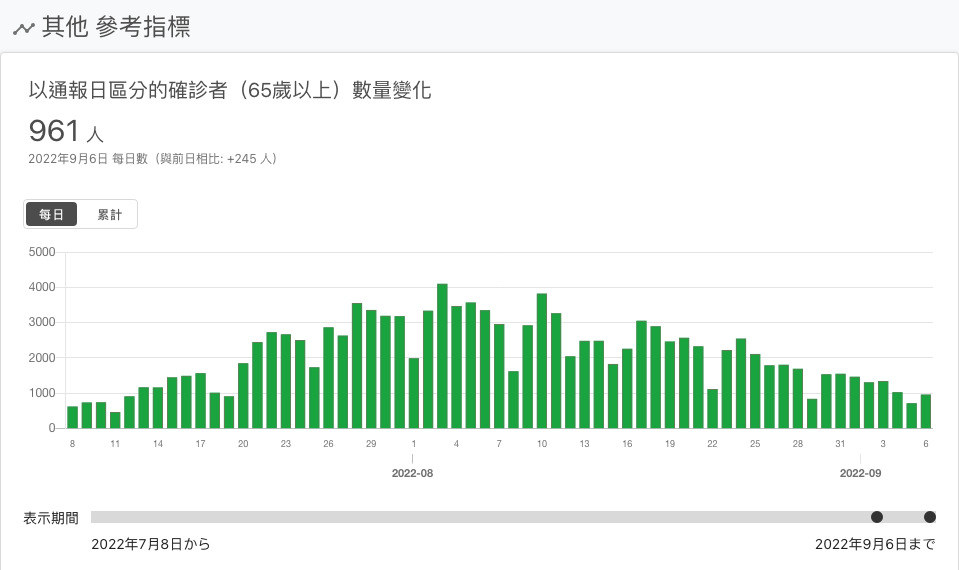 其他 參考指標
以通報日區分的確診者（65歲以上）數量變化
961 人
2022年9月6日 每日數（與前日相比: +245 人）
每日 累計
5000
4000
3000
2000
1000
0
8 11 14 17 20 23 26 29 1 4 7 10 13 16 19 22 25 28 31 3 6
2022-08 2022-09
表示期間
2022年7月8日から 2022年9月6日まで